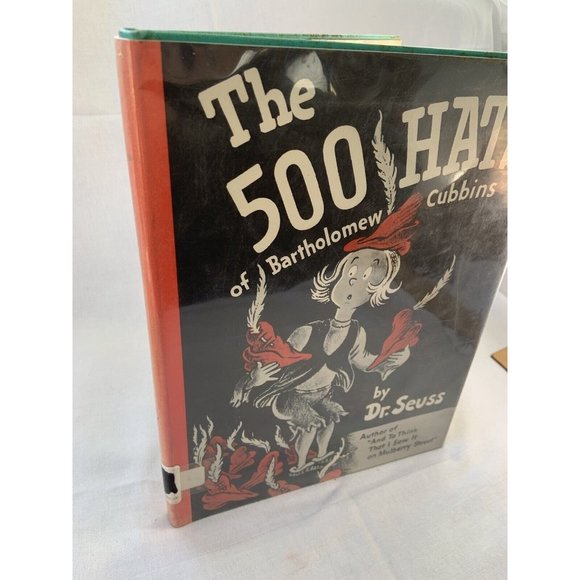 The
500 HAT
of Bartholomew Cubbins
by
Dr. Seuss
Author of
"And To Think
That I Saw It
on Mulberry Street"